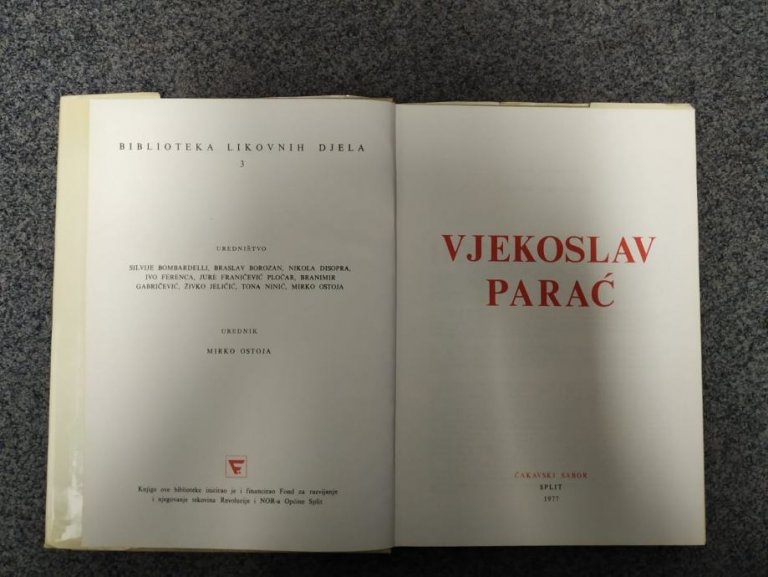 BIBLIOTEKA LIKOVNIH DJELA
3
UREDNIŠTVO
SILVIJE BOMBARDELLI, BRASLAV BOROZAN, NIKOLA DISOPRA,
IVO FERENCA, JURE FRANIČEVIĆ PLOČAR, BRANIMIR
GABRIČEVIĆ, ŽIVKO JELIČIĆ, TONA NINIĆ, MIRKO OSTOJA
UREDNIK
MIRKO OSTOJA
Knjige ove biblioteke inicirao je i financirao Fond za razvijanje
i njegovanje tekovina Revolucije i NOR-a Općine Split
VJEKOSLAV
PARAĆ
ČAKAVSKI SABOR
SPLIT
1977